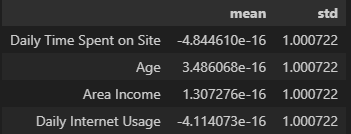 mean std
Daily Time Spent on Site -4.844610e-16 1.000722
Age 3.486068e-16 1.000722
Area Income 1.307276e-16 1.000722
Daily Internet Usage -4.114073e-16 1.000722